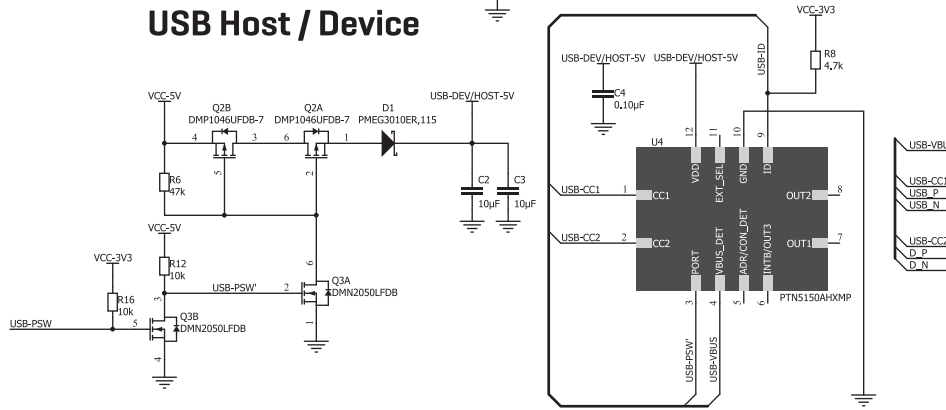 USB Host / Device
VCC-5V
Q2B
DMP1046UFDB-7
Q2A
DMP1046UFDB-7
D1
PMEG3010ER,115
USB-DEV/HOST-5V
4
3
6
1
5
2
R6
47k
C2
10µF
C3
10µF
VCC-5V
R12
10k
VCC-3V3
R16
10k
USB-PSW
5
3
Q3B
DMN2050LFDB
4
USB-PSW'
2
6
Q3A
DMN2050LFDB
1
USB-DEV/HOST-5V
USB-DEV/HOST-5V
C4
0.10µF
USB-ID
VCC-3V3
R8
4.7k
U4
12
11
10
9
VDD
EXT_SEL
GND
ID
USB-CC1
1
CC1
OUT2
8
USB-CC2
2
CC2
OUT1
7
PORT
VBUS_DET
ADR/CON_DET
INTB/OUT3
3
4
5
6
PTN5150AHXMP
USB-PSW'
USB-VBUS
USB-VBU
USB-CC1
USB_P
USB_N
USB-CC2
D_P
D_N